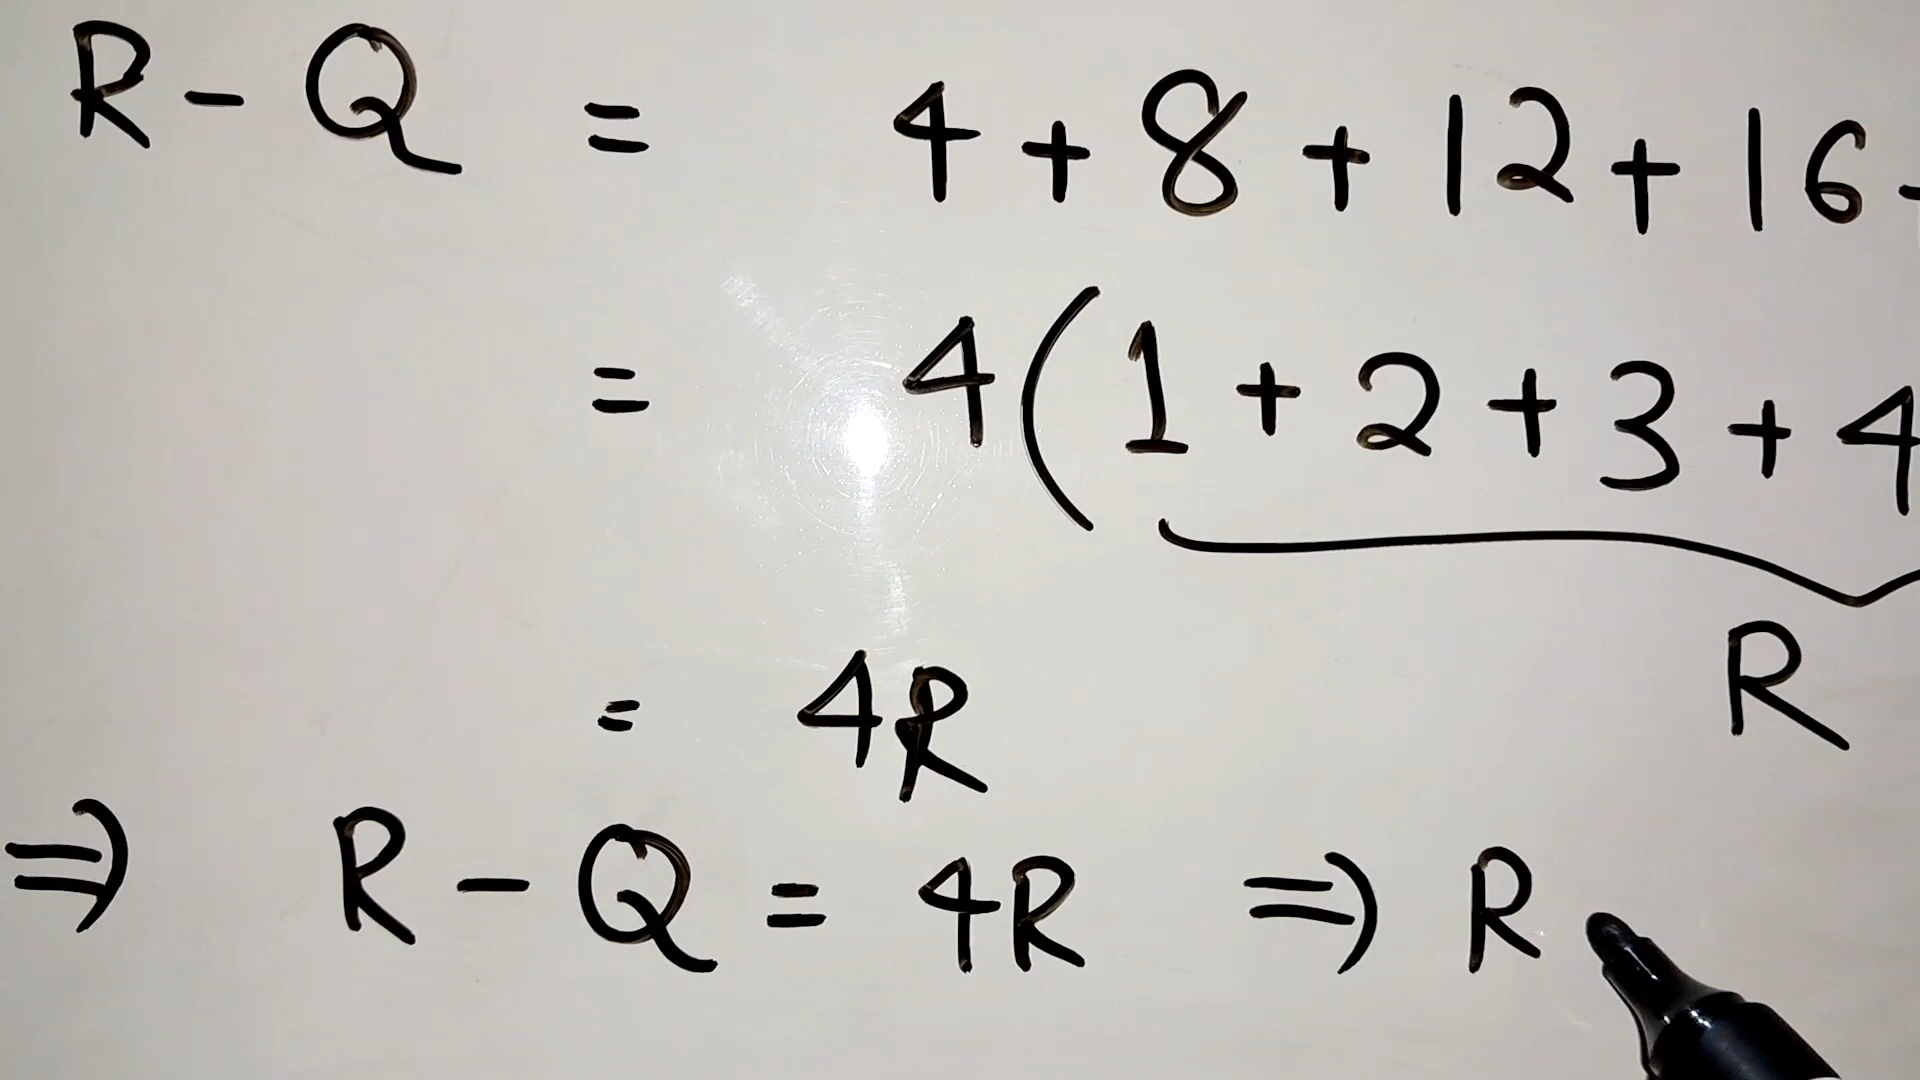 R - Q = 4 + 8 + 12 + 16 -
= 4 ( 1 + 2 + 3 + 4
R
= 4R
⇒ R - Q = 4R ⇒ R